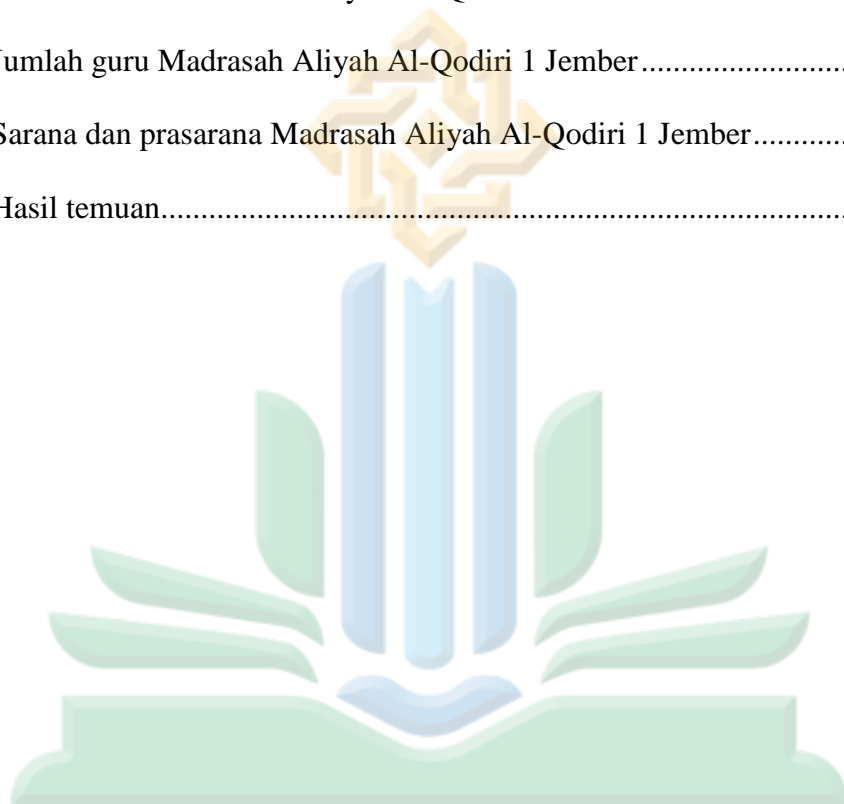 Jumlah guru Madrasah Aliyah Al-Qodiri 1 Jember........................
Sarana dan prasarana Madrasah Aliyah Al-Qodiri 1 Jember............
Hasil temuan.....................................................................................